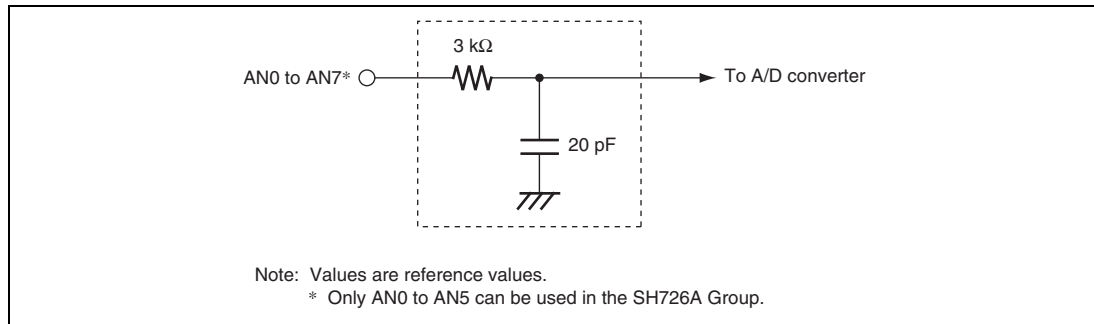 3 kΩ
AN0 to AN7*
To A/D converter
20 pF
Note: Values are reference values.
* Only AN0 to AN5 can be used in the SH726A Group.